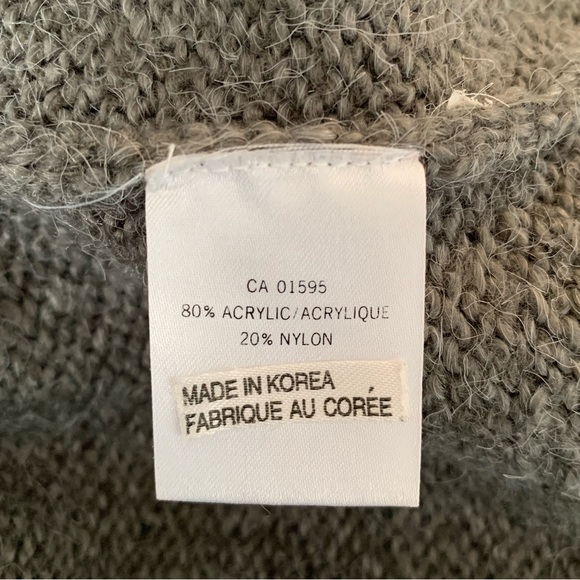 CA 01595
80% ACRYLIC/ACRYLIQUE
20% NYLON
MADE IN KOREA
FABRIQUE AU CORÉE